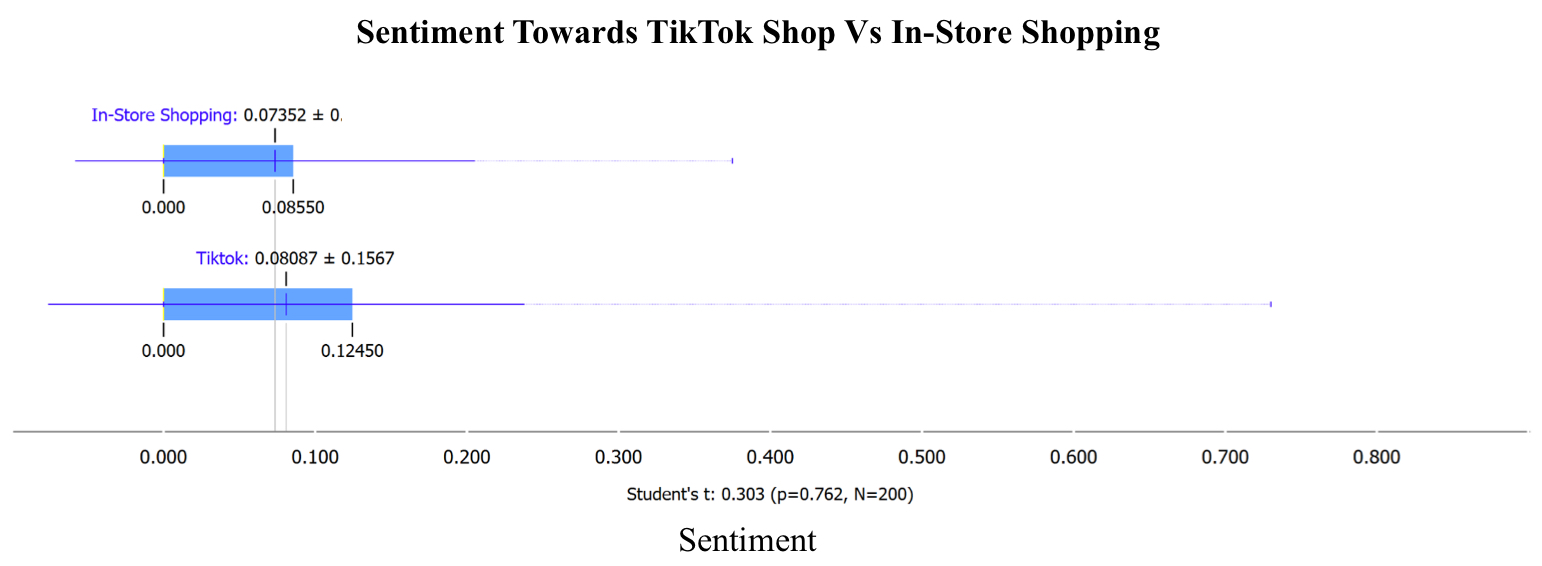 Sentiment Towards TikTok Shop Vs In-Store Shopping
In-Store Shopping: 0.07352 ± 0.
0.000 0.08550
Tiktok: 0.08087 ± 0.1567
0.000 0.12450
0.000 0.100 0.200 0.300 0.400 0.500 0.600 0.700 0.800
Student's t: 0.303 (p=0.762, N=200)
Sentiment